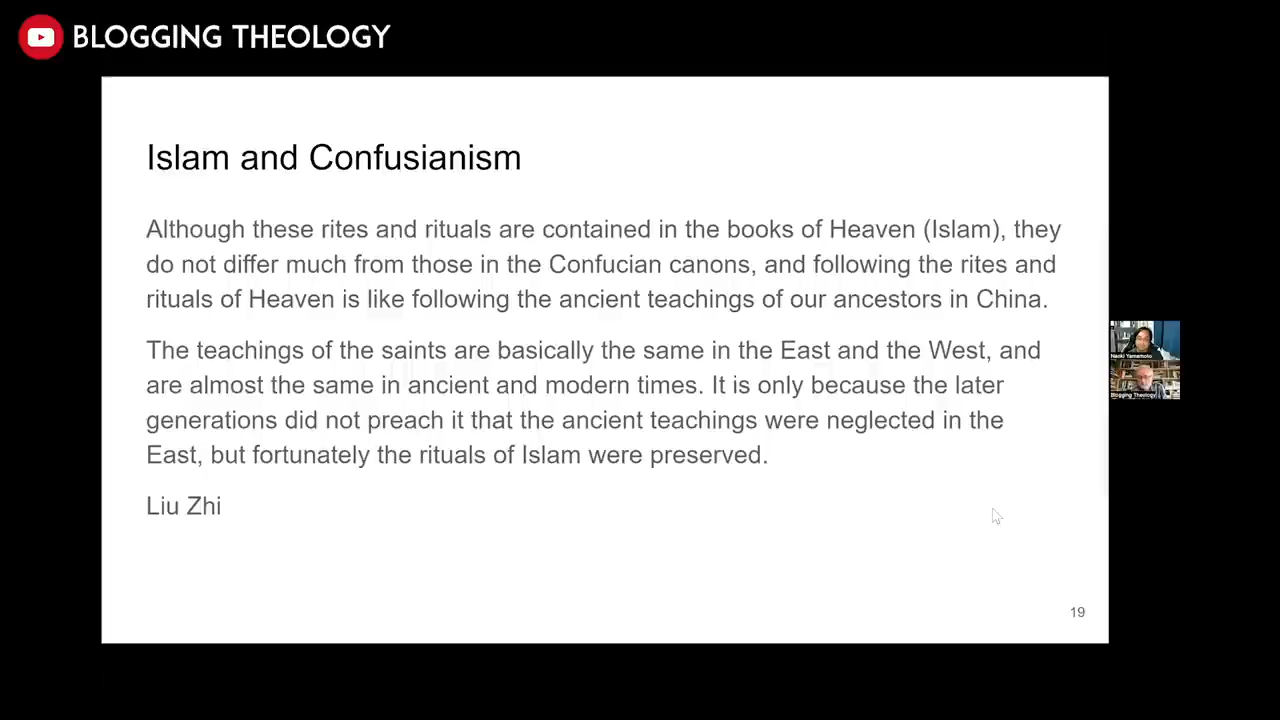 BLOGGING THEOLOGY
Islam and Confusianism
Although these rites and rituals are contained in the books of Heaven (Islam), they
do not differ much from those in the Confucian canons, and following the rites and
rituals of Heaven is like following the ancient teachings of our ancestors in China.
The teachings of the saints are basically the same in the East and the West, and
are almost the same in ancient and modern times. It is only because the later
generations did not preach it that the ancient teachings were neglected in the
East, but fortunately the rituals of Islam were preserved.
Liu Zhi
Naoki Yamamoto
Blogging Theology
19